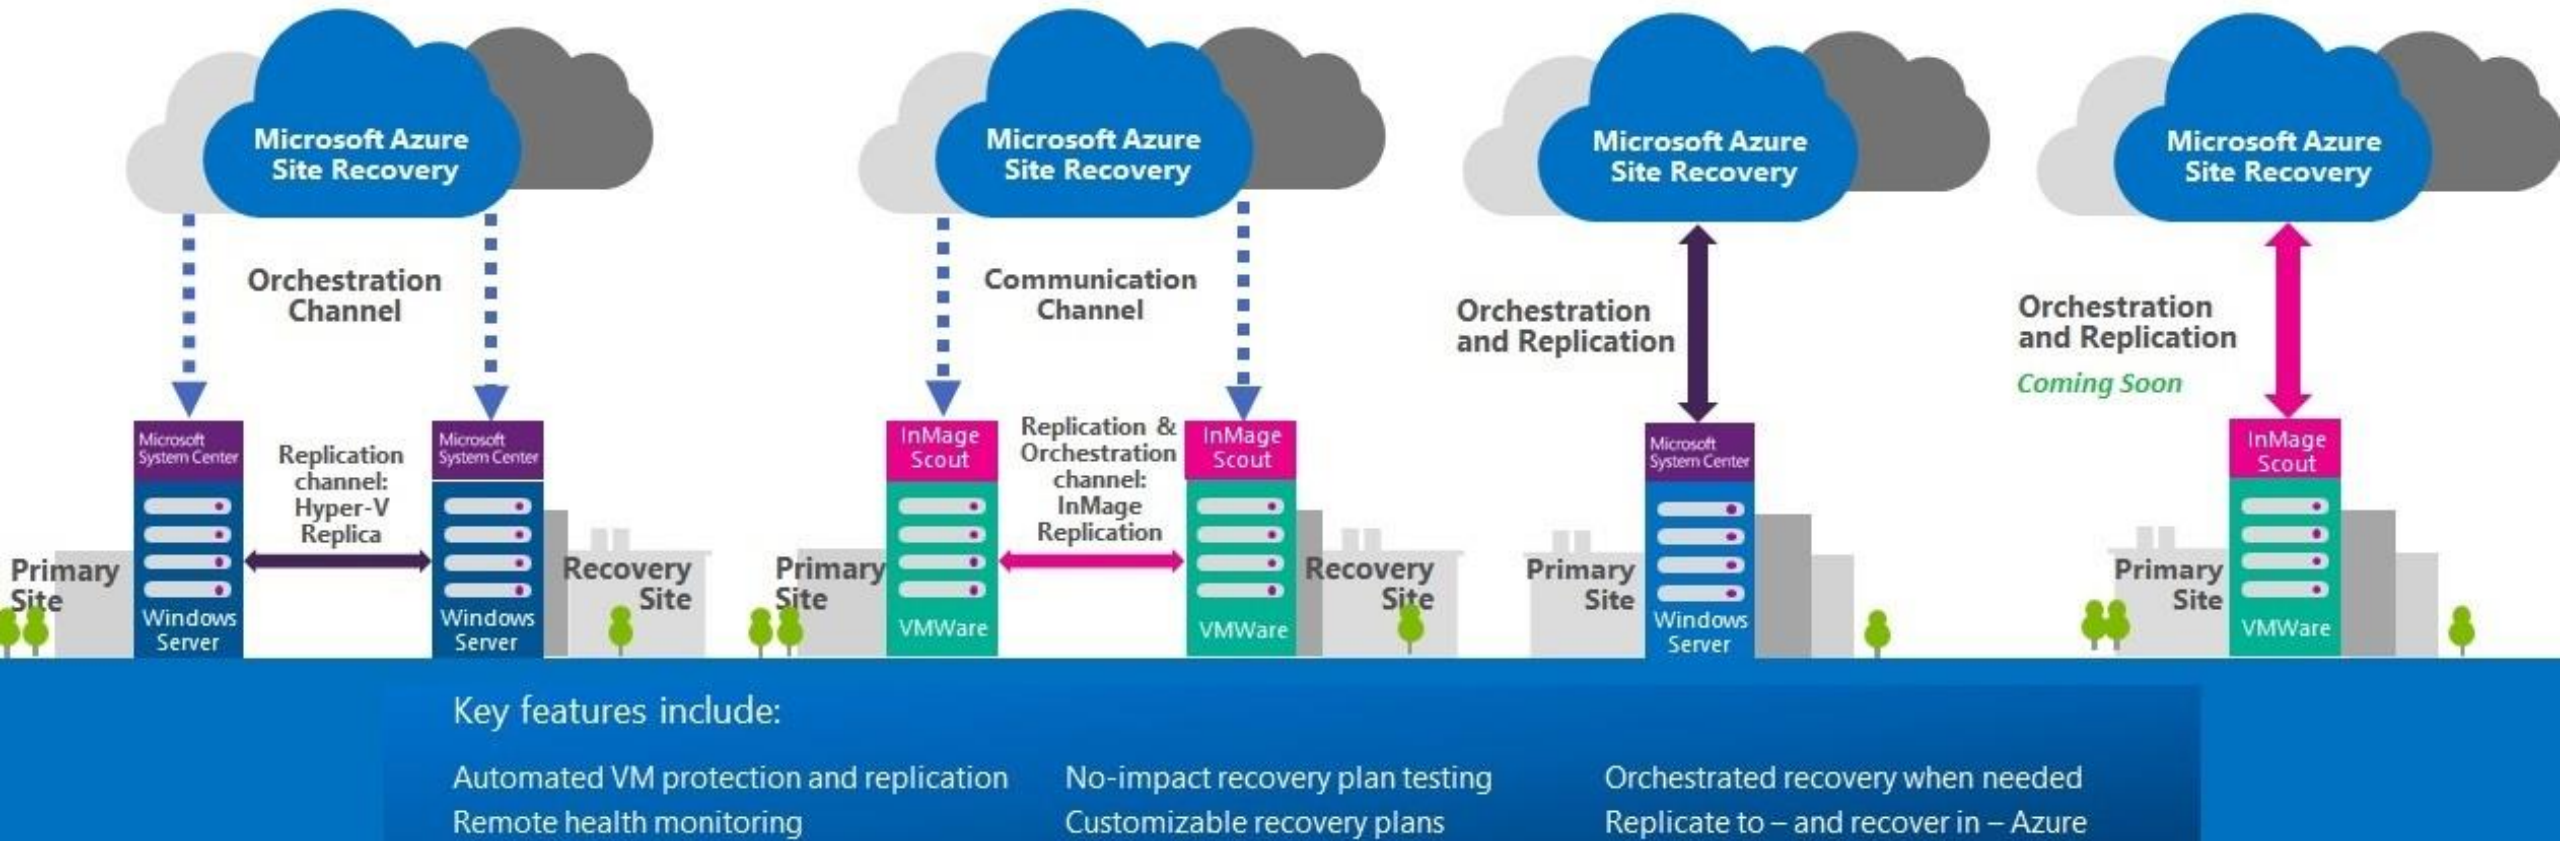 Microsoft Azure
Site Recovery
Orchestration
Channel
Microsoft
System Center
Windows
Server
Replication
channel:
Hyper-V
Replica
Microsoft
System Center
Windows
Server
Primary
Site
Recovery
Site
Microsoft Azure
Site Recovery
Communication
Channel
InMage
Scout
VMWare
Replication &
Orchestration
channel:
InMage
Replication
InMage
Scout
VMWare
Primary
Site
Recovery
Site
Microsoft Azure
Site Recovery
Orchestration
and Replication
Microsoft
System Center
Windows
Server
Primary
Site
Microsoft Azure
Site Recovery
Orchestration
and Replication
Coming Soon
InMage
Scout
VMWare
Primary
Site
Key features include:
Automated VM protection and replication
Remote health monitoring
No-impact recovery plan testing
Customizable recovery plans
Orchestrated recovery when needed
Replicate to – and recover in – Azure